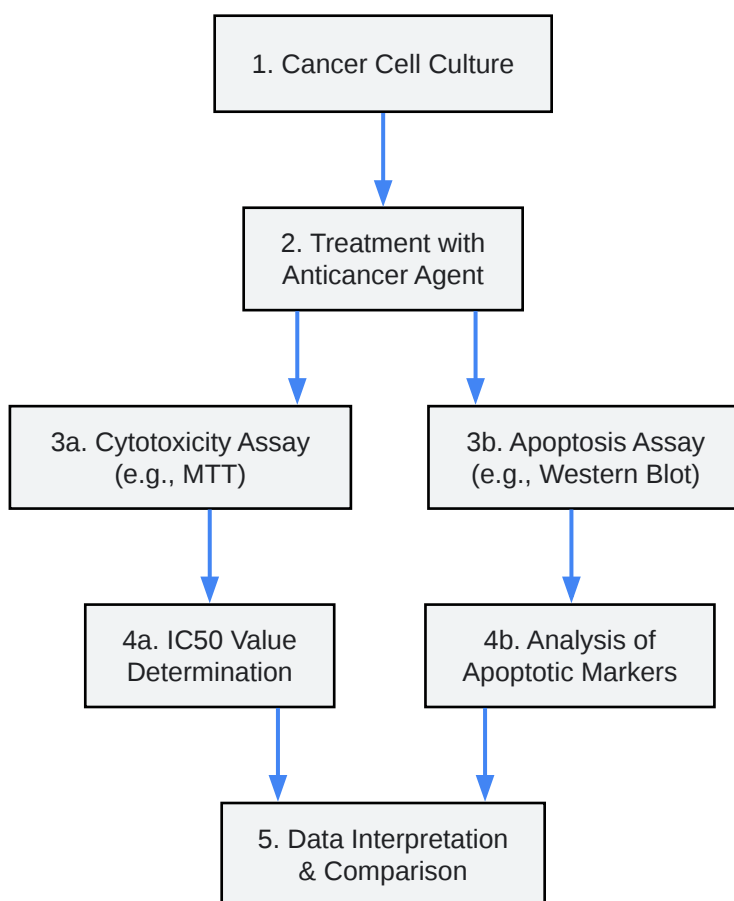 1. Cancer Cell Culture
2. Treatment with
Anticancer Agent
3a. Cytotoxicity Assay
(e.g., MTT)
3b. Apoptosis Assay
(e.g., Western Blot)
4a. IC50 Value
Determination
4b. Analysis of
Apoptotic Markers
5. Data Interpretation
& Comparison